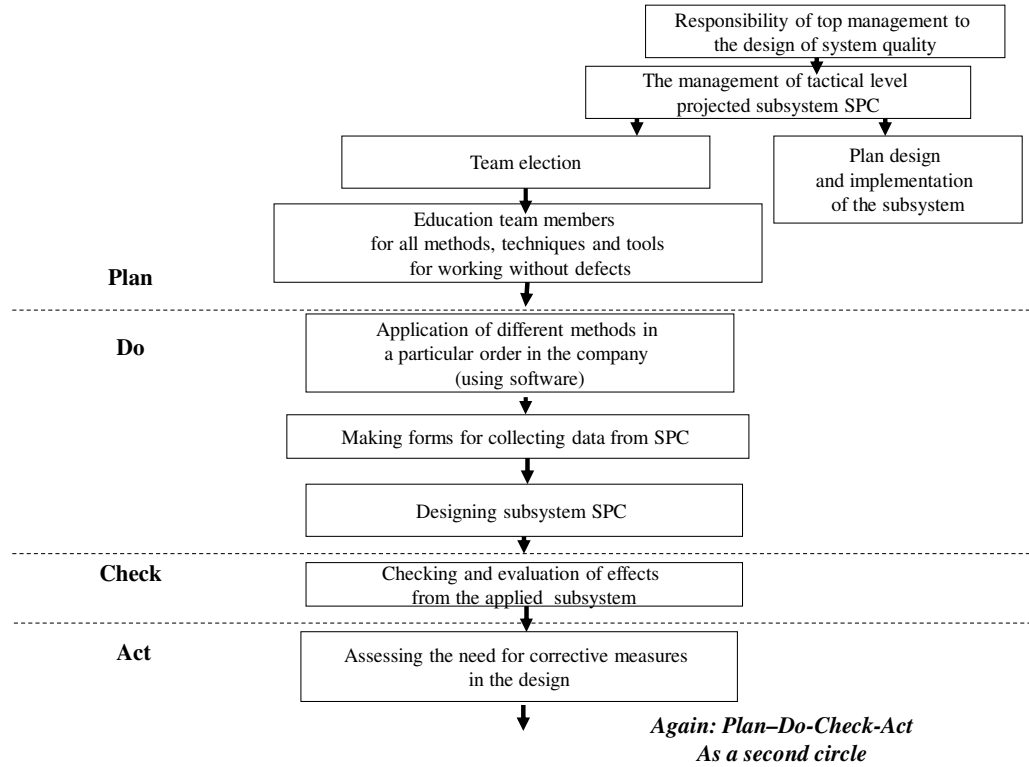 Responsibility of top management to
the design of system quality
The management of tactical level
projected subsystem SPC
Team election
Plan design
and implementation
of the subsystem
Education team members
for all methods, techniques and tools
for working without defects
Plan
Do
Application of different methods in
a particular order in the company
(using software)
Making forms for collecting data from SPC
Designing subsystem SPC
Check
Checking and evaluation of effects
from the applied subsystem
Act
Assessing the need for corrective measures
in the design
Again: Plan–Do-Check-Act
As a second circle